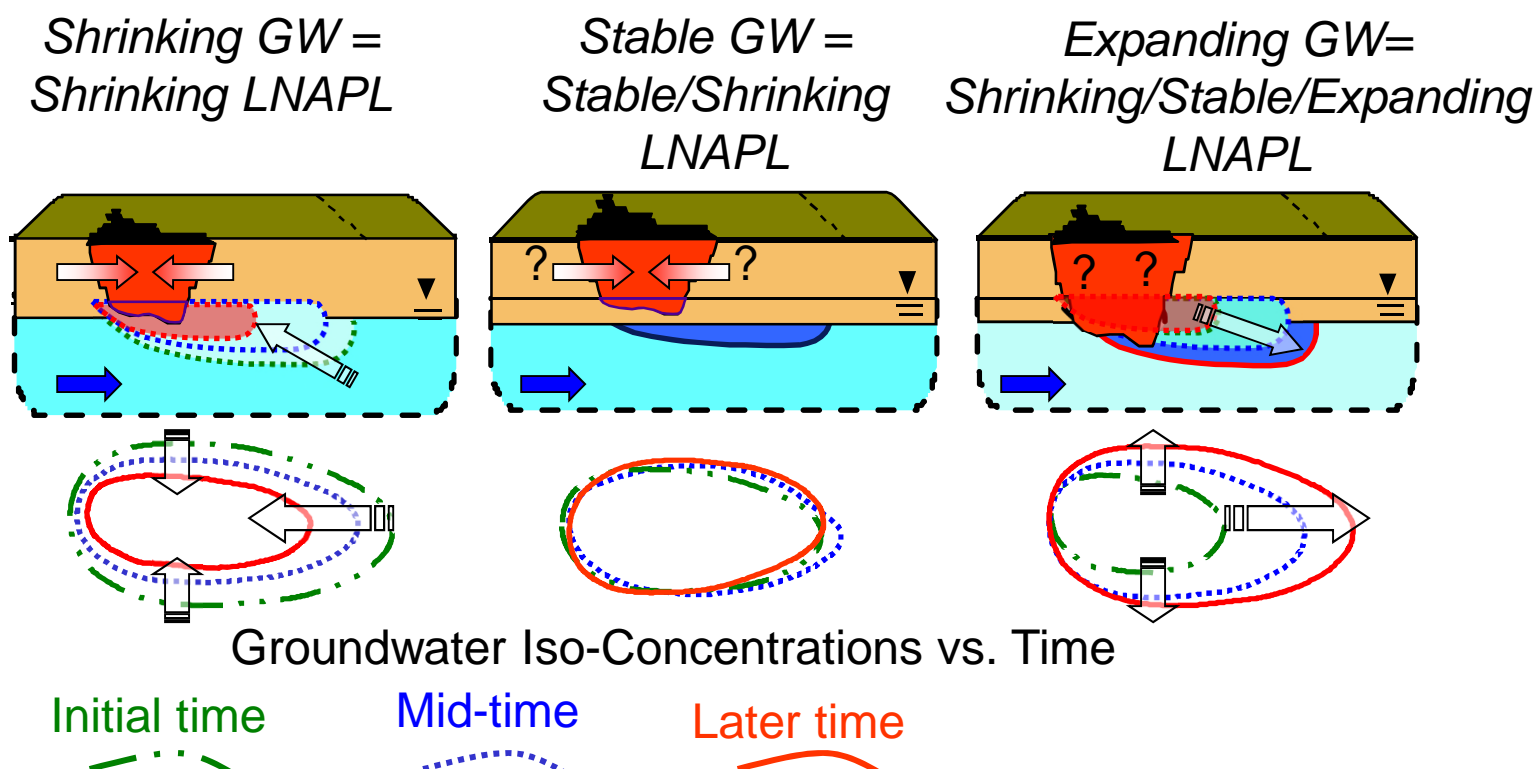 Shrinking GW =
Shrinking LNAPL
Stable GW =
Stable/Shrinking
LNAPL
Expanding GW=
Shrinking/Stable/Expanding
LNAPL
? ?
? ?
Groundwater Iso-Concentrations vs. Time
Initial time
Mid-time
Later time